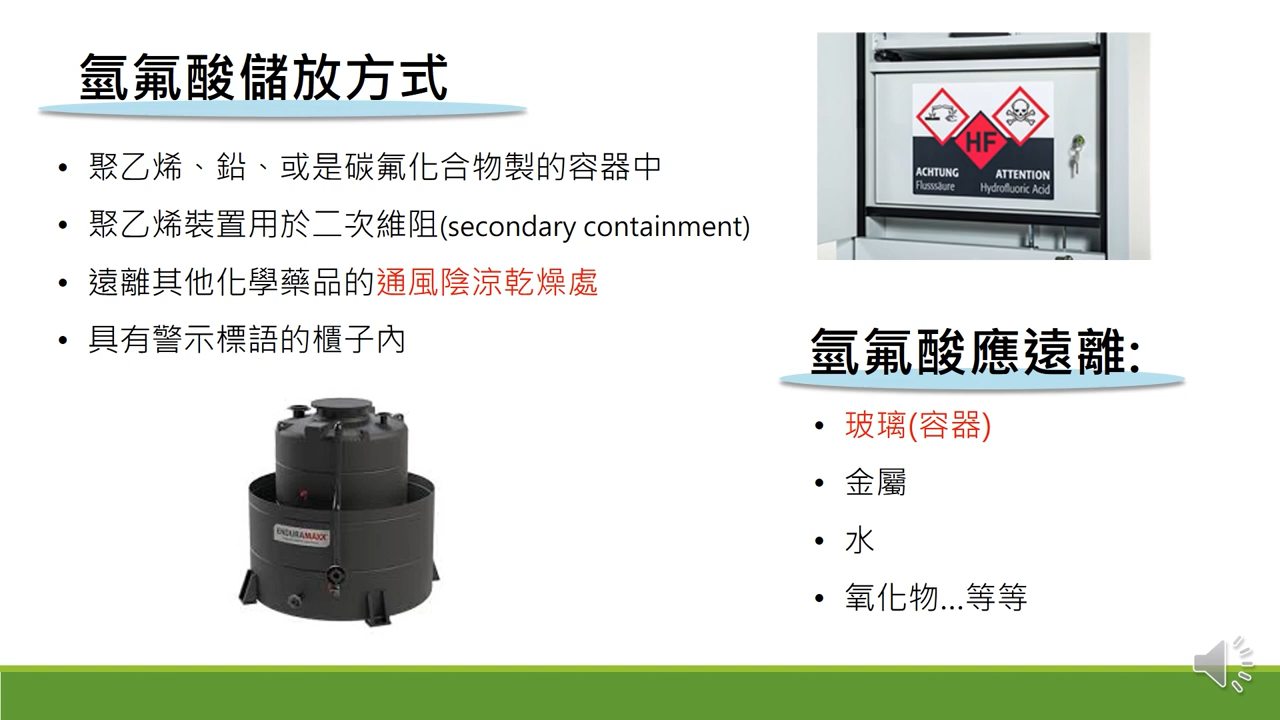 氫氟酸儲放方式
• 聚乙烯、鉛、或是碳氟化合物製的容器中
• 聚乙烯裝置用於二次維阻(secondary containment)
• 遠離其他化學藥品的通風陰涼乾燥處
• 具有警示標語的櫃子內
HF
ACHTUNG
Flusssäure
ATTENTION
Hydrofluoric Acid
氫氟酸應遠離:
• 玻璃(容器)
• 金屬
• 水
• 氧化物...等等
ENDURAMAXX